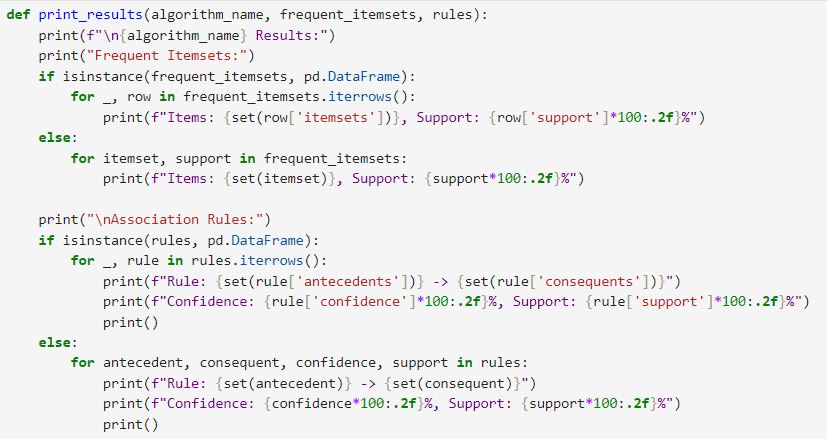 def print_results(algorithm_name, frequent_itemsets, rules):
    print(f"\n{algorithm_name} Results:")
    print("Frequent Itemsets:")
    if isinstance(frequent_itemsets, pd.DataFrame):
        for _, row in frequent_itemsets.iterrows():
            print(f"Items: {set(row['itemsets'])}, Support: {row['support']*100:.2f}%")
    else:
        for itemset, support in frequent_itemsets:
            print(f"Items: {set(itemset)}, Support: {support*100:.2f}%")

    print("\nAssociation Rules:")
    if isinstance(rules, pd.DataFrame):
        for _, rule in rules.iterrows():
            print(f"Rule: {set(rule['antecedents'])} -> {set(rule['consequents'])}")
            print(f"Confidence: {rule['confidence']*100:.2f}%, Support: {rule['support']*100:.2f}%")
            print()
    else:
        for antecedent, consequent, confidence, support in rules:
            print(f"Rule: {set(antecedent)} -> {set(consequent)}")
            print(f"Confidence: {confidence*100:.2f}%, Support: {support*100:.2f}%")
            print()